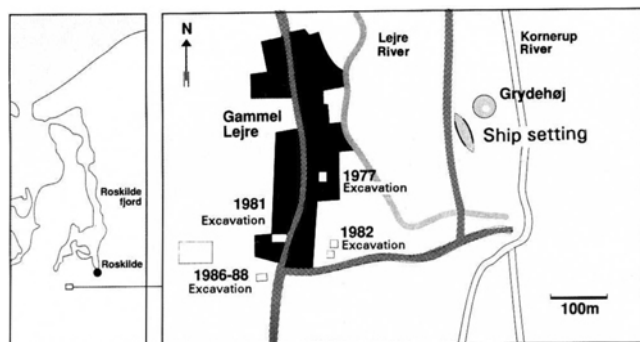 Roskilde
fjord
Roskilde
N
Gammel
Lejre
Lejre
River
Kornerup
River
Grydehøj
Ship setting
1977
Excavation
1981
Excavation
1982
Excavation
1986-88
Excavation
100m